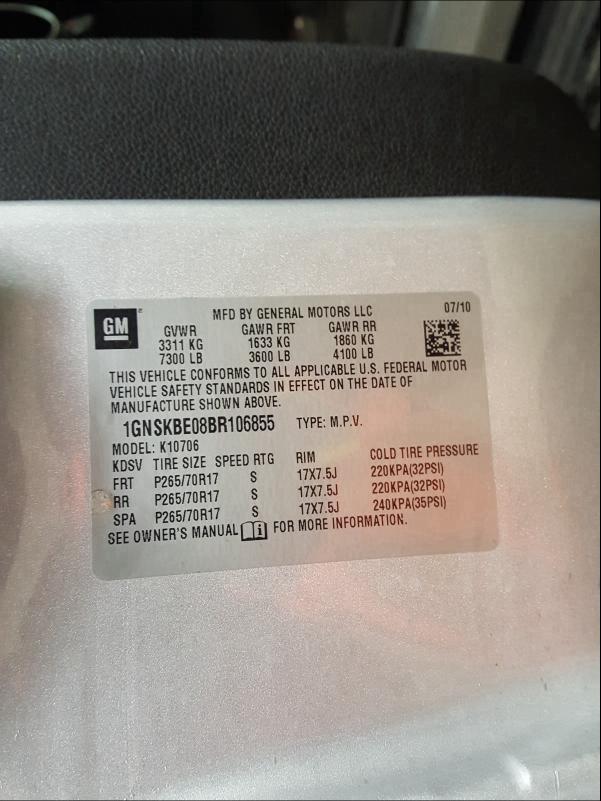 GM
MFD BY GENERAL MOTORS LLC 07/10
GVWR GAWR FRT GAWR RR
3311 KG 1633 KG 1860 KG
7300 LB 3600 LB 4100 LB
THIS VEHICLE CONFORMS TO ALL APPLICABLE U.S. FEDERAL MOTOR
VEHICLE SAFETY STANDARDS IN EFFECT ON THE DATE OF
MANUFACTURE SHOWN ABOVE.
1GNSKBE08BR106855 TYPE: M.P.V.
MODEL: K10706
KDSV TIRE SIZE SPEED RTG RIM COLD TIRE PRESSURE
FRT P265/70R17 S 17X7.5J 220KPA(32PSI)
RR P265/70R17 S 17X7.5J 220KPA(32PSI)
SPA P265/70R17 S 17X7.5J 240KPA(35PSI)
SEE OWNER'S MANUAL FOR MORE INFORMATION.